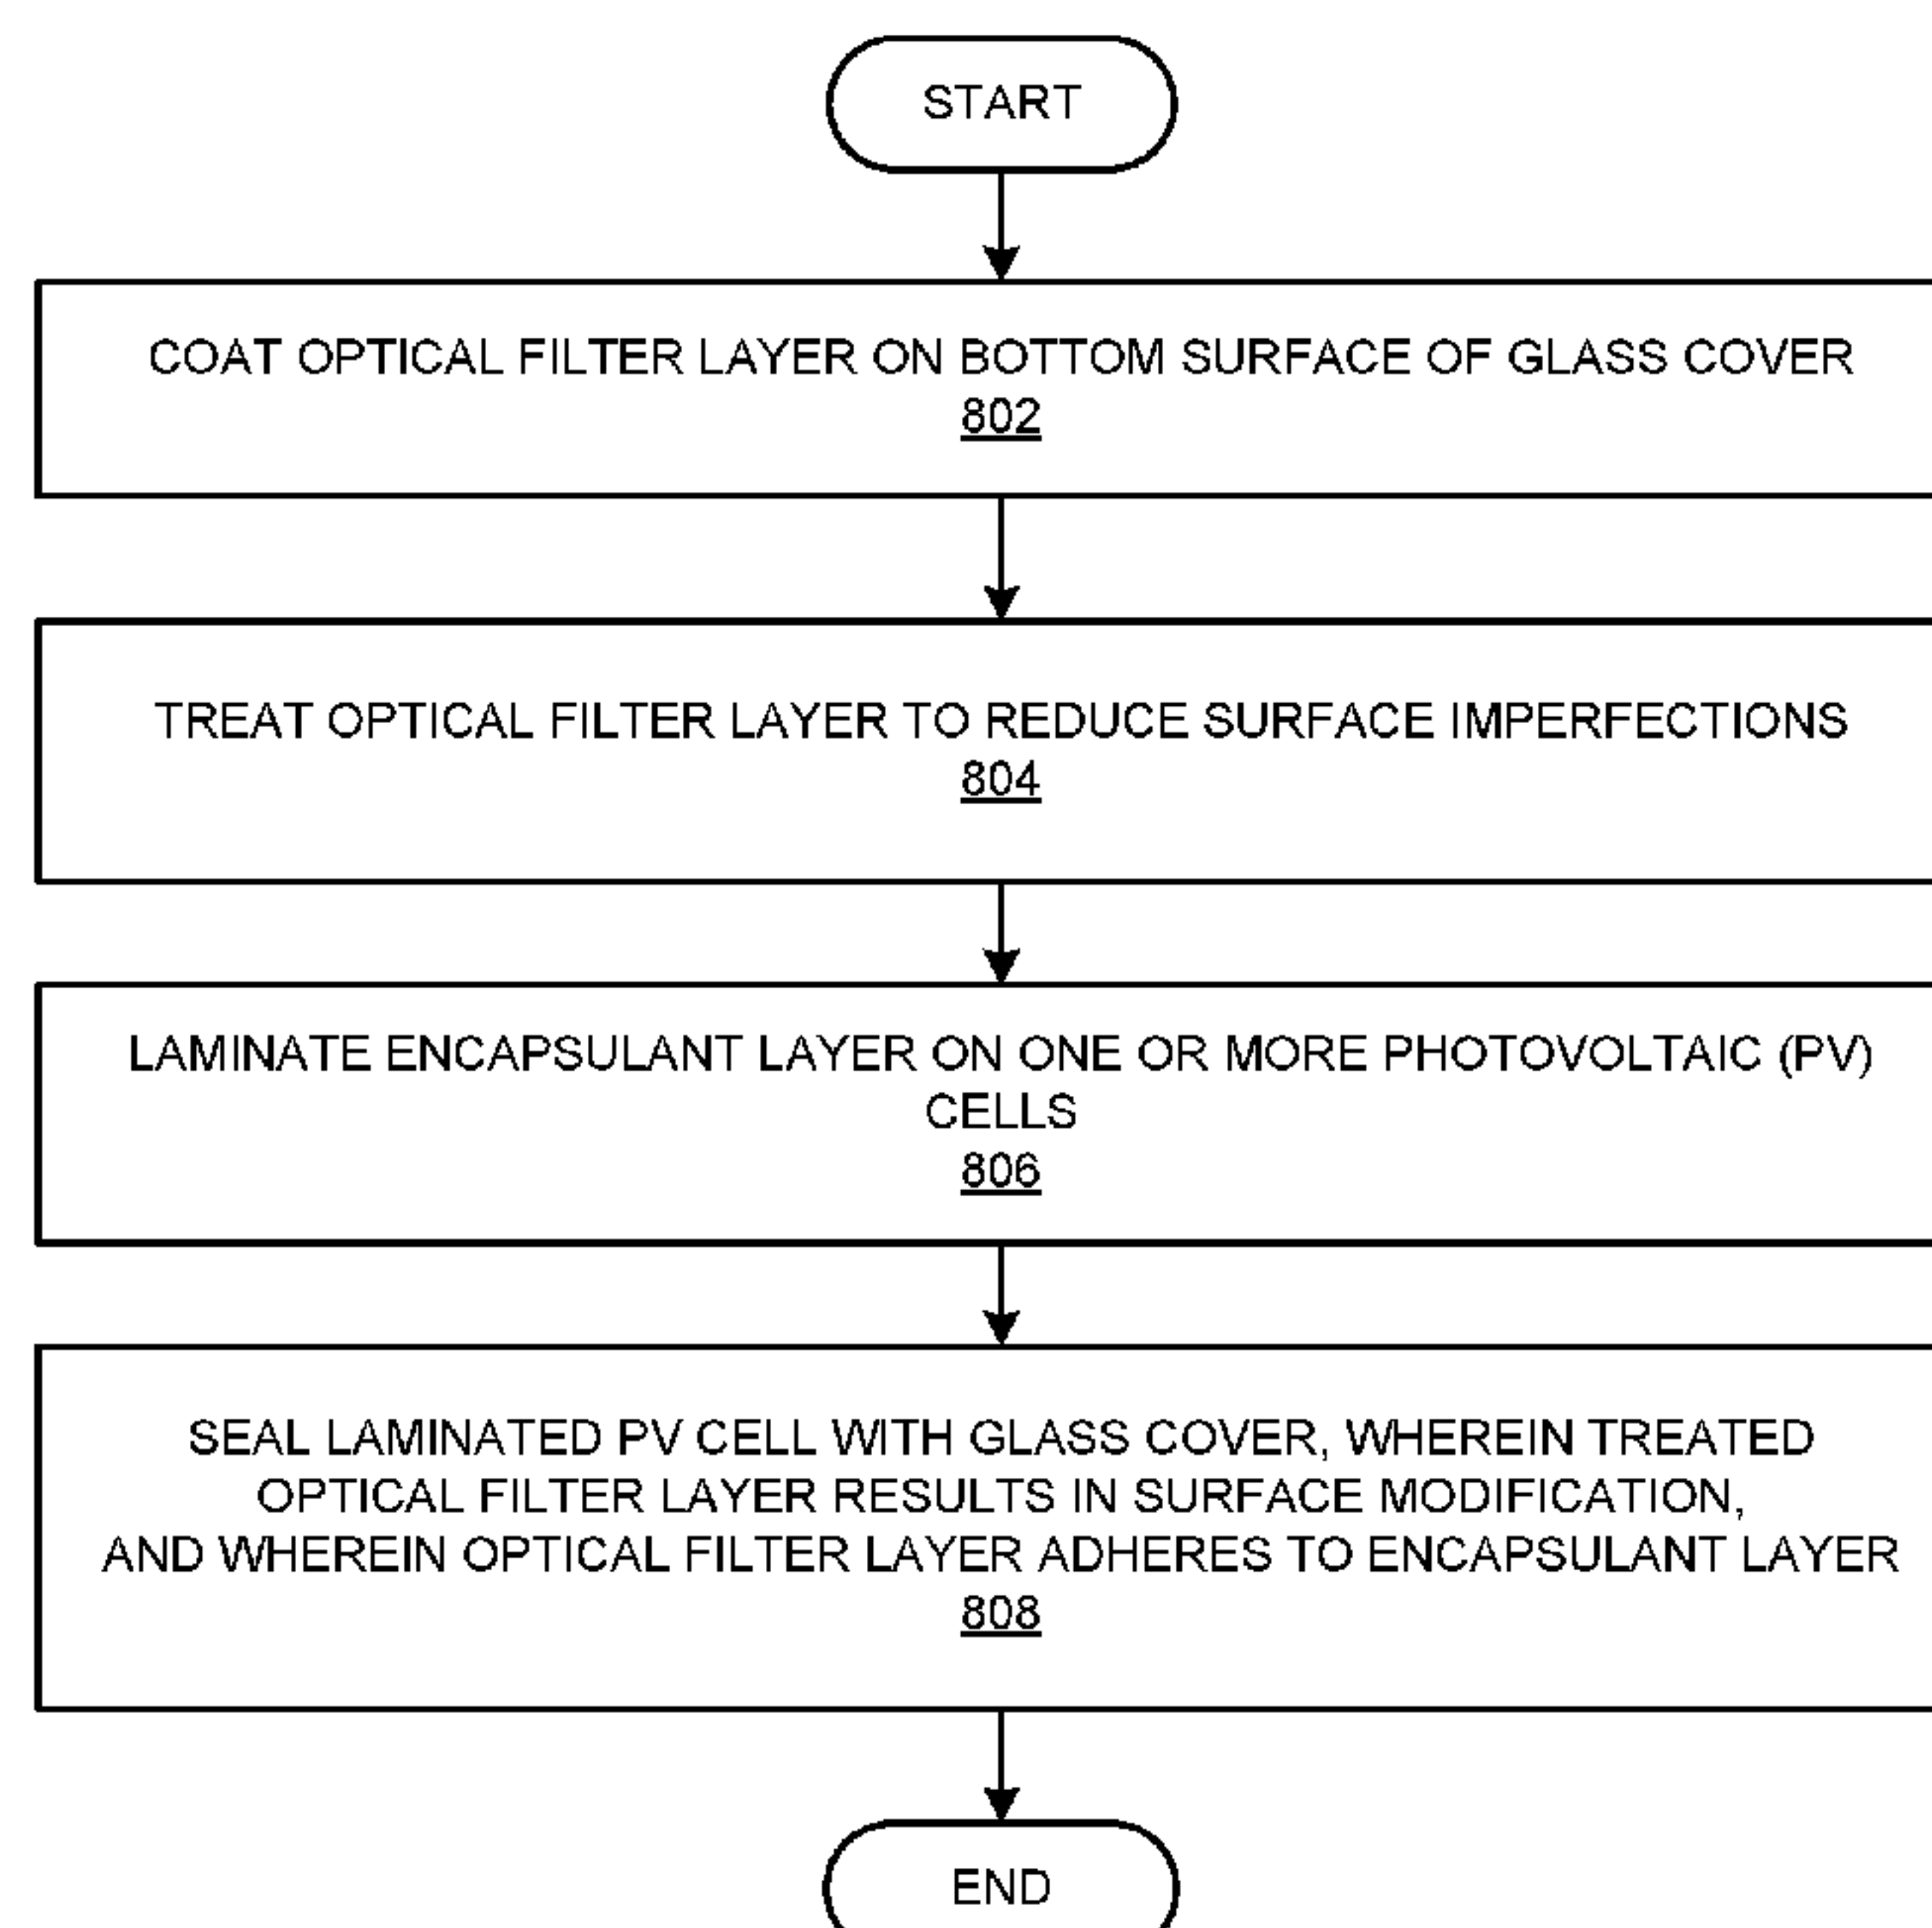 START
COAT OPTICAL FILTER LAYER ON BOTTOM SURFACE OF GLASS COVER
802
TREAT OPTICAL FILTER LAYER TO REDUCE SURFACE IMPERFECTIONS
804
LAMINATE ENCAPSULANT LAYER ON ONE OR MORE PHOTOVOLTAIC (PV)
CELLS
806
SEAL LAMINATED PV CELL WITH GLASS COVER, WHEREIN TREATED
OPTICAL FILTER LAYER RESULTS IN SURFACE MODIFICATION,
AND WHEREIN OPTICAL FILTER LAYER ADHERES TO ENCAPSULANT LAYER
808
END